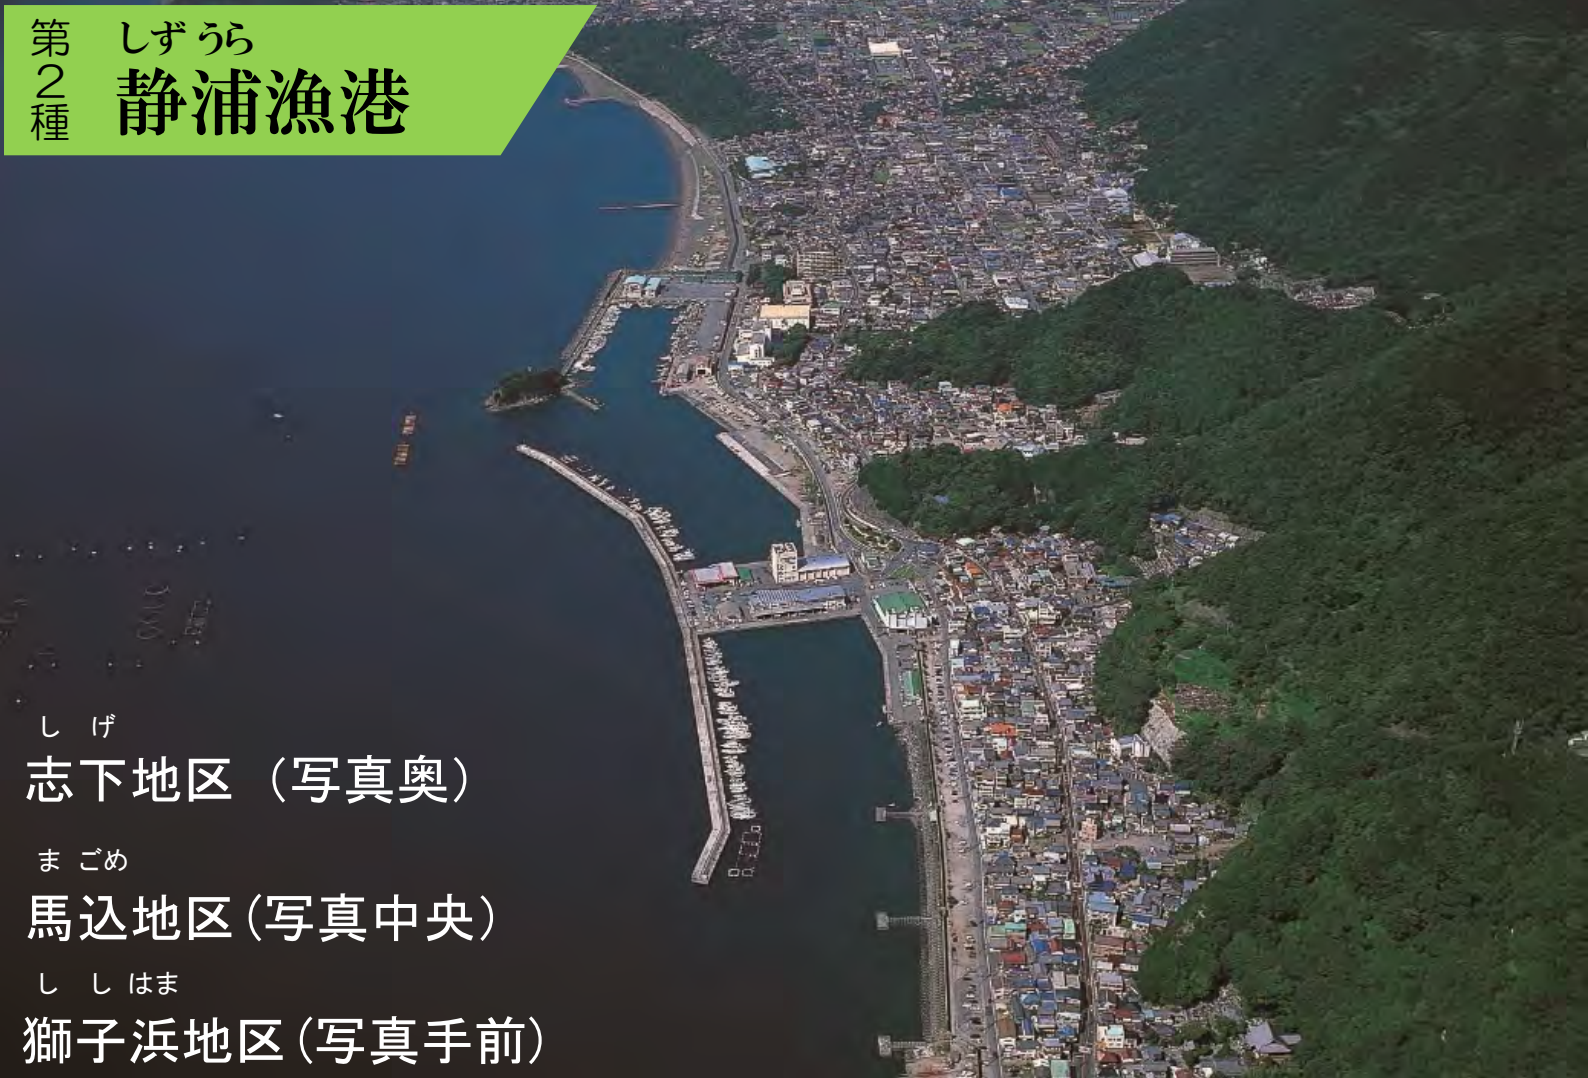 第2種
しずうら
静浦漁港
しげ
志下地区（写真奥）
まごめ
馬込地区（写真中央）
ししはま
獅子浜地区（写真手前）